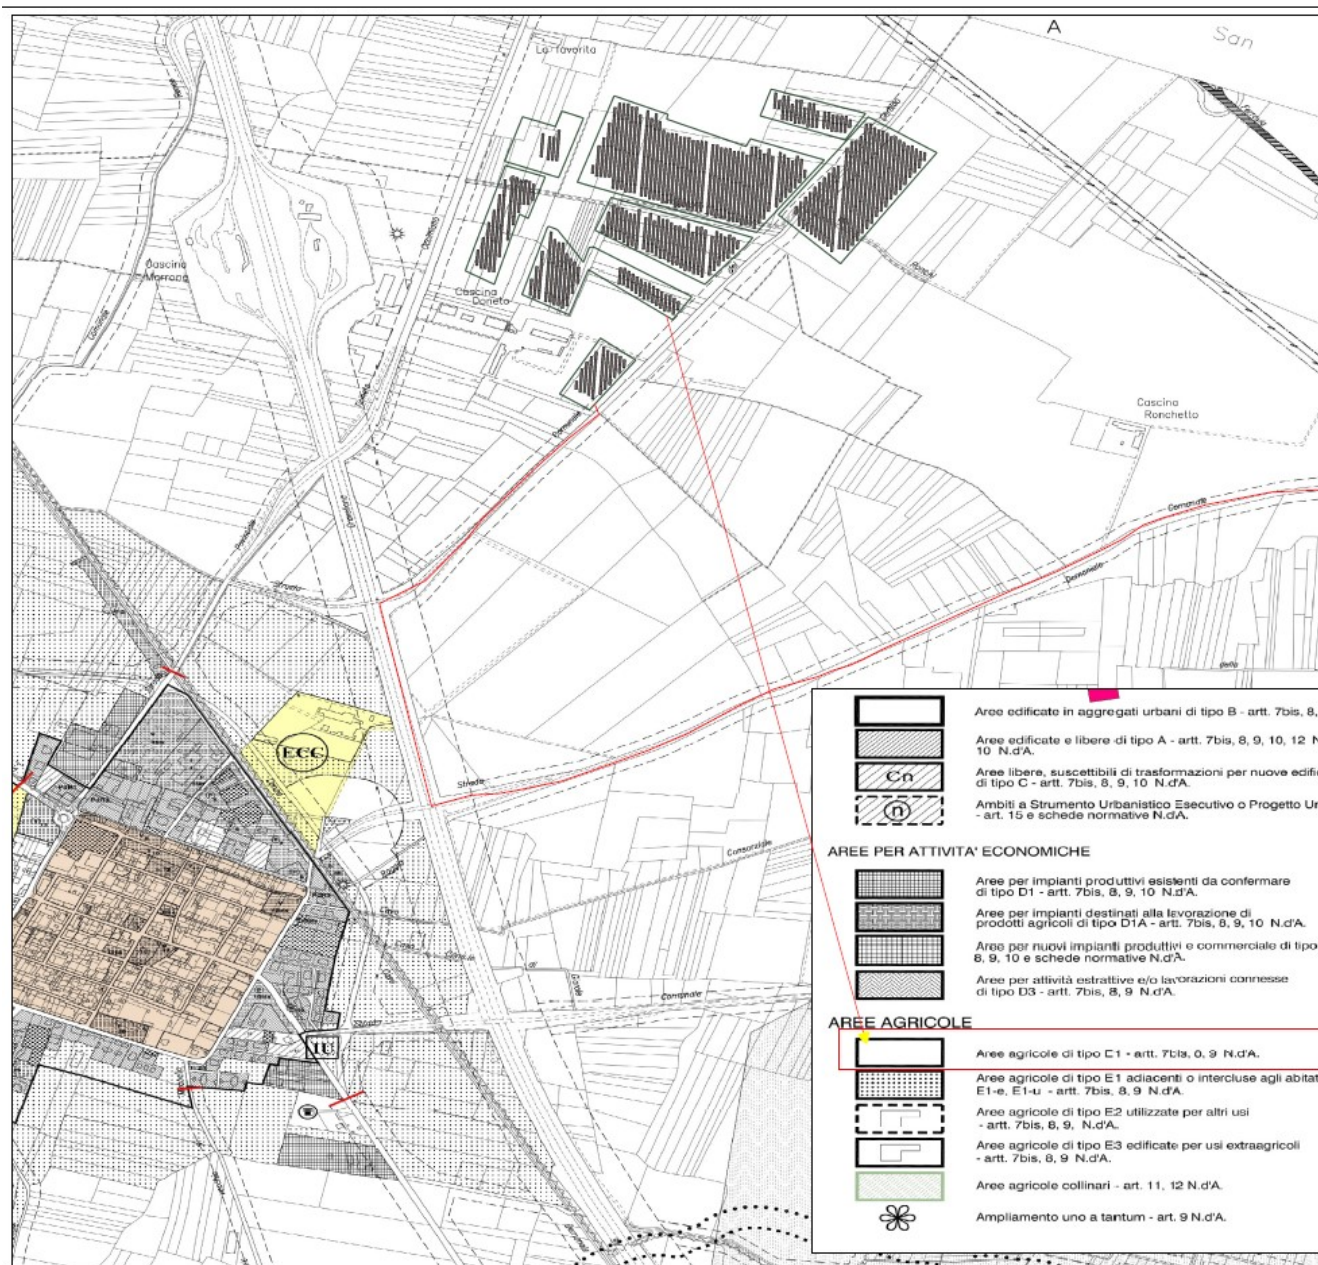 A
San
La favorita
Cascina
Morrona
Cascina
Doneta
Comunale
Cascina
Ronchetto
Comunale
Comunale
Strada
ECC
Strada
Consorziale
Comunale
IU
Aree edificate in aggregati urbani di tipo B - artt. 7bis, 8,
Aree edificate e libere di tipo A - artt. 7bis, 8, 9, 10, 12 N
10 N.d'A.
Cn
Aree libere, suscettibili di trasformazioni per nuove edific
di tipo C - artt. 7bis, 8, 9, 10 N.d'A.
n
Ambiti a Strumento Urbanistico Esecutivo o Progetto Ur
- art. 15 e schede normative N.d'A.
AREE PER ATTIVITA' ECONOMICHE
Aree per impianti produttivi esistenti da confermare
di tipo D1 - artt. 7bis, 8, 9, 10 N.d'A.
Aree per impianti destinati alla lavorazione di
prodotti agricoli di tipo D1A - artt. 7bis, 8, 9, 10 N.d'A.
Aree per nuovi impianti produttivi e commerciale di tipo
8, 9, 10 e schede normative N.d'A.
Aree per attività estrattive e/o lavorazioni connesse
di tipo D3 - artt. 7bis, 8, 9 N.d'A.
AREE AGRICOLE
Aree agricole di tipo E1 - artt. 7bis, 8, 9 N.d'A.
Aree agricole di tipo E1 adiacenti o intercluse agli abitat
E1-e, E1-u - artt. 7bis, 8, 9 N.d'A.
Aree agricole di tipo E2 utilizzate per altri usi
- artt. 7bis, 8, 9, N.d'A.
Aree agricole di tipo E3 edificate per usi extraagricoli
- artt. 7bis, 8, 9 N.d'A.
Aree agricole collinari - art. 11, 12 N.d'A.
Ampliamento uno a tantum - art. 9 N.d'A.